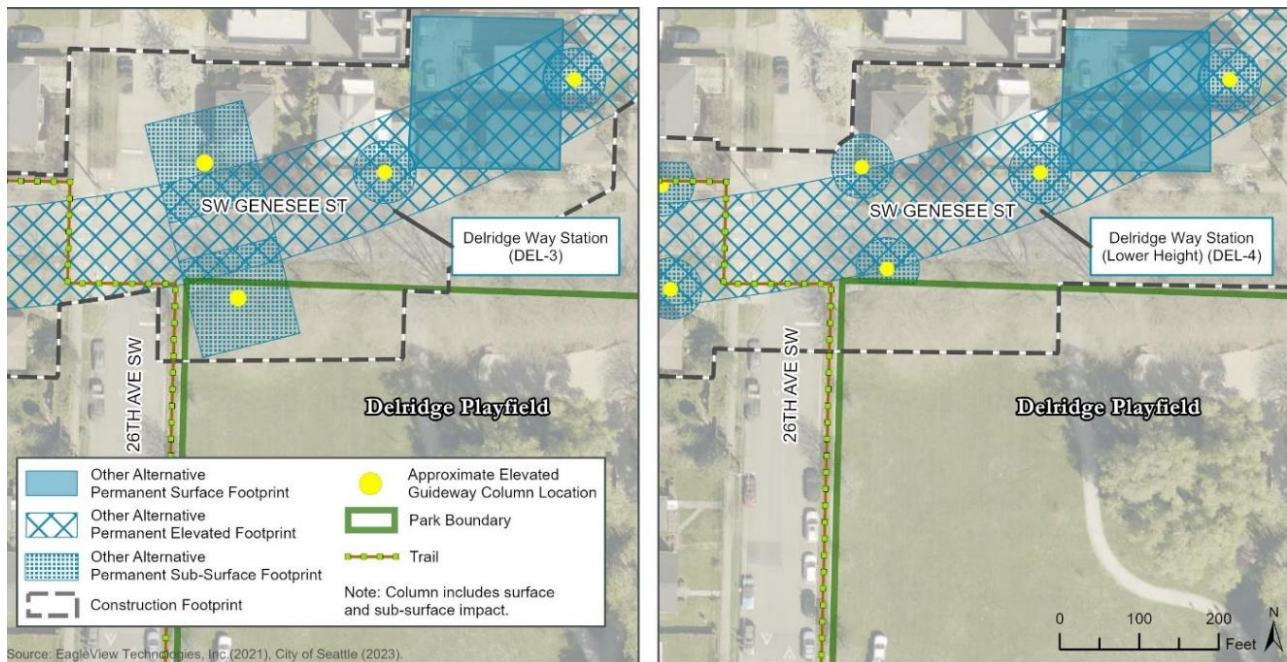 SW GENESEE ST
Delridge Way Station
(DEL-3)
26TH AVE SW
Delridge Playfield
Other Alternative
Permanent Surface Footprint
Other Alternative
Permanent Elevated Footprint
Other Alternative
Permanent Sub-Surface Footprint
Construction Footprint
Approximate Elevated
Guideway Column Location
Park Boundary
Trail
Note: Column includes surface
and sub-surface impact.
Source: EagleView Technologies, Inc.(2021), City of Seattle (2023).
SW GENESEE ST
Delridge Way Station
(Lower Height) (DEL-4)
26TH AVE SW
Delridge Playfield
0 100 200
Feet
N